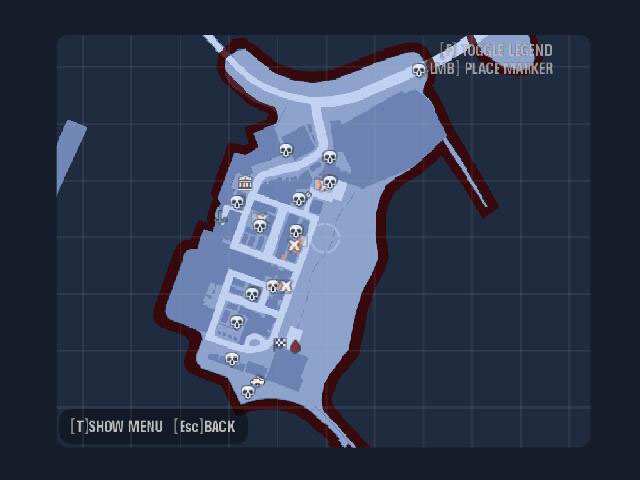 [F] TOGGLE LEGEND
[LMB] PLACE MARKER
[T]SHOW MENU [Esc]BACK